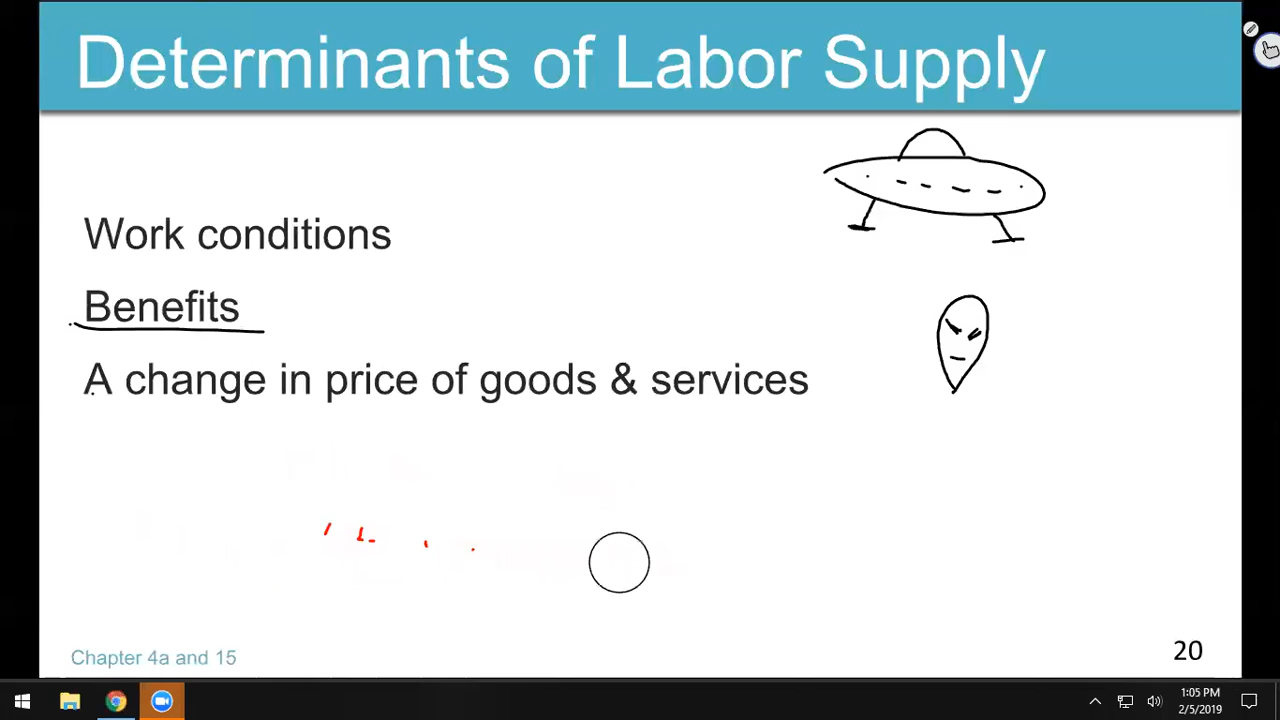 Determinants of Labor Supply
Work conditions
Benefits
A change in price of goods & services
Chapter 4a and 15
20
1:05 PM
2/5/2019